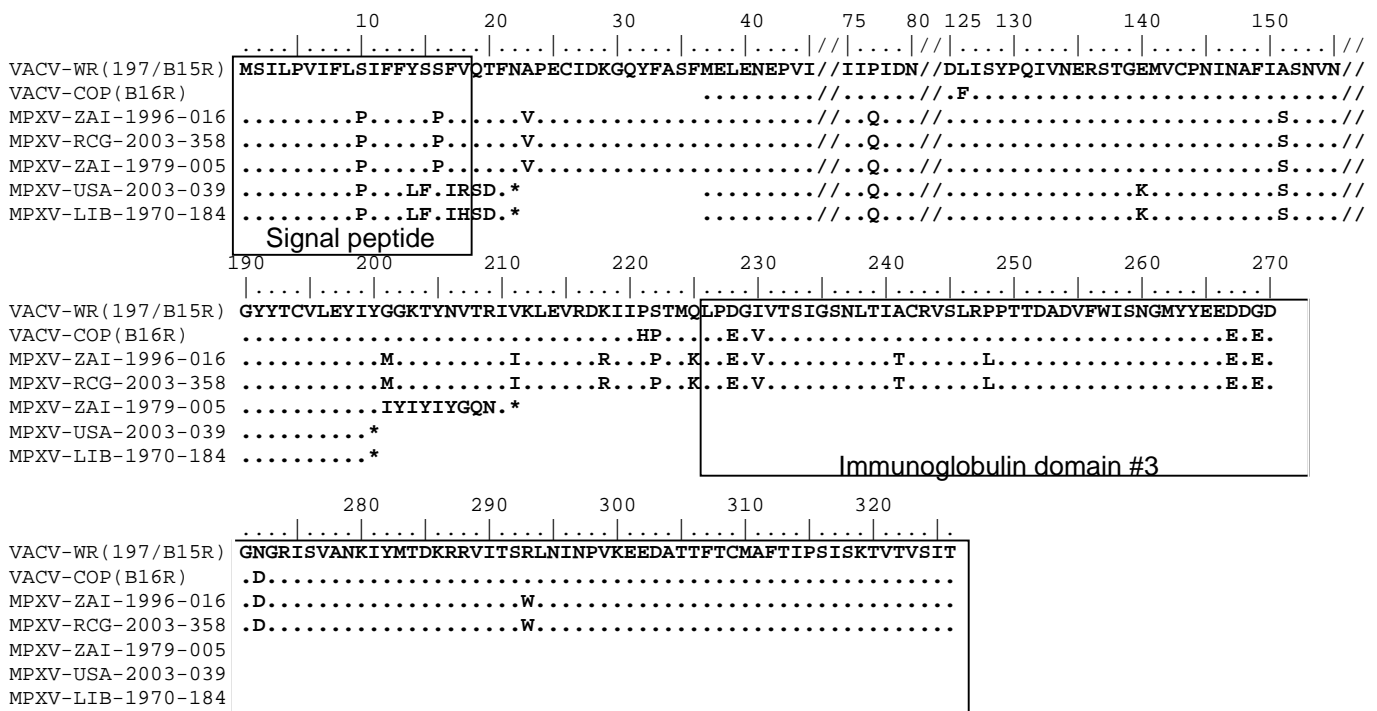 10 20 30 40 75 80 125 130 140 150
....|....|....|....|....|....|....|....|....|//|....|//|....|....|....|....|....|....|//
VACV-WR(197/B15R) MSILPVIFLSIFFYSSFVQTFNAPECIDKGQYFASFMELENEPVI//IIPIDN//DLISYPQIVNERSTGEMVCPNINAFIASNVN//
VACV-COP(B16R) .........//......//.F.............................//
MPXV-ZAI-1996-016 .........P.....P......V......................//..Q...//..........................S....//
MPXV-RCG-2003-358 .........P.....P......V......................//..Q...//..........................S....//
MPXV-ZAI-1979-005 .........P.....P......V......................//..Q...//..........................S....//
MPXV-USA-2003-039 .........P...LF.IRSD.* .........//..Q...//...............K..........S....//
MPXV-LIB-1970-184 .........P...LF.IHSD.* .........//..Q...//...............K..........S....//
Signal peptide
190 200 210 220 230 240 250 260 270
|....|....|....|....|....|....|....|....|....|....|....|....|....|....|....|....|
VACV-WR(197/B15R) GYYTCVLEYIYGGKTYNVTRIVKLEVRDKIIPSTMQLPDGIVTSIGSNLTIACRVSLRPPTTDADVFWISNGMYYEEDDGD
VACV-COP(B16R) ...............................HP.....E.V....................................E.E.
MPXV-ZAI-1996-016 ...........M.........I......R...P..K..E.V..........T......L..................E.E.
MPXV-RCG-2003-358 ...........M.........I......R...P..K..E.V..........T......L..................E.E.
MPXV-ZAI-1979-005 ...........IYIYIYGQN.*
MPXV-USA-2003-039 ..........*
MPXV-LIB-1970-184 ..........*
Immunoglobulin domain #3
280 290 300 310 320
....|....|....|....|....|....|....|....|....|....|....|.
VACV-WR(197/B15R) GNGRISVANKIYMTDKRRVITSRLNINPVKEEDATTFTCMAFTIPSISKTVTVSIT
VACV-COP(B16R) .D......................................................
MPXV-ZAI-1996-016 .D....................W.................................
MPXV-RCG-2003-358 .D....................W.................................
MPXV-ZAI-1979-005
MPXV-USA-2003-039
MPXV-LIB-1970-184